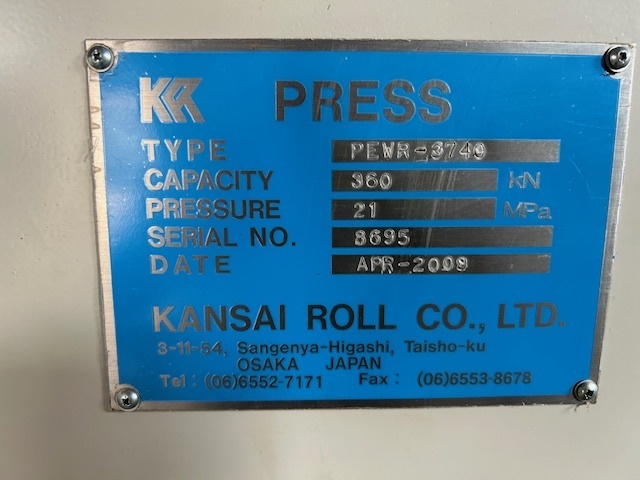 KR PRESS
TYPE PEWR-3740
CAPACITY 360 kN
PRESSURE 21 MPa
SERIAL NO. 8695
DATE APR-2009
KANSAI ROLL CO., LTD.
3-11-54, Sangenya-Higashi, Taisho-ku
OSAKA JAPAN
Tel : (06)6552-7171 Fax : (06)6553-8678